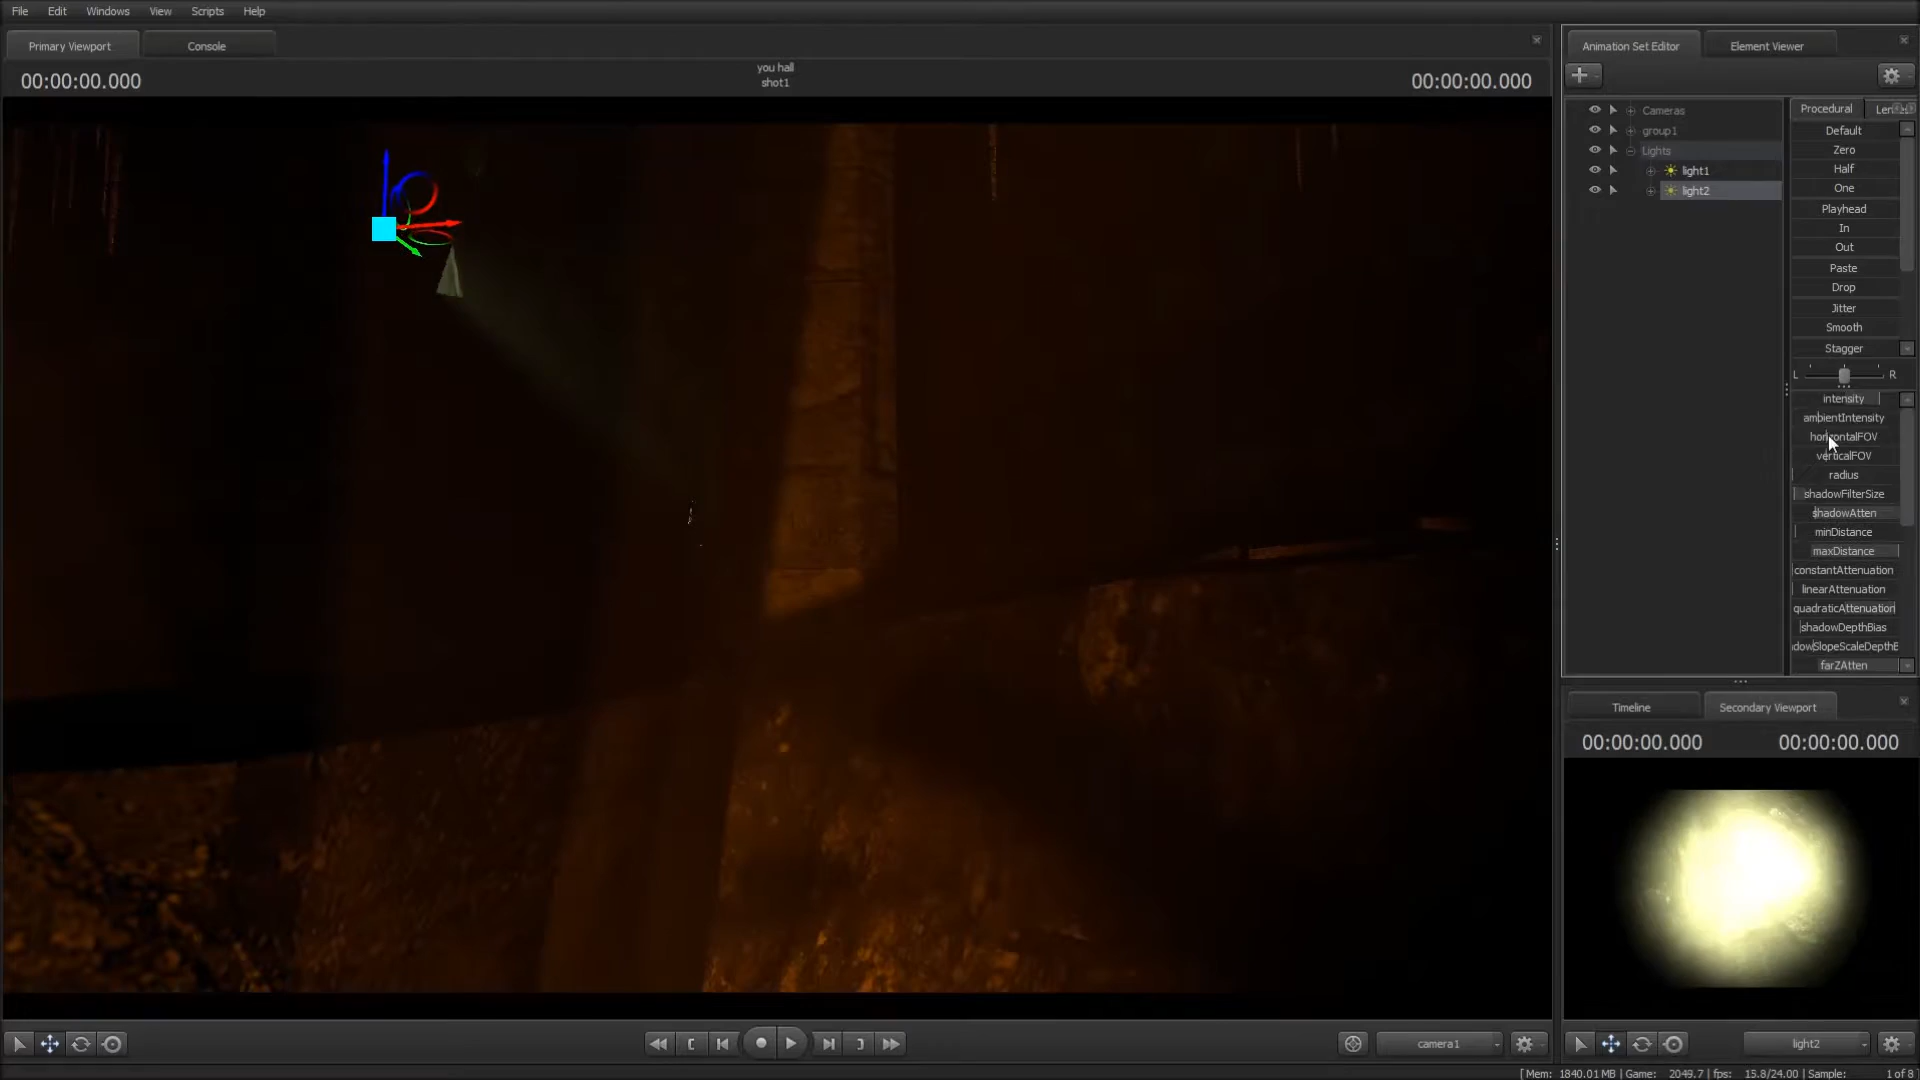 File Edit Windows View Scripts Help
Primary Viewport Console
00:00:00.000
you hall
shot1
00:00:00.000
camera1
Animation Set Editor Element Viewer
Cameras
group1
Lights
light1
light2
Procedural
Default
Zero
Half
One
Playhead
In
Out
Paste
Drop
Jitter
Smooth
Stagger
L R
intensity
ambientIntensity
horizontalFOV
verticalFOV
radius
shadowFilterSize
shadowAtten
minDistance
maxDistance
constantAttenuation
linearAttenuation
quadraticAttenuation
shadowDepthBias
dowSlopeScaleDepthB
farZAtten
Timeline Secondary Viewport
00:00:00.000 00:00:00.000
light2
[ Mem: 1840.01 MB | Game: 2049.7 | fps: 15.8/24.00 | Sample: 1 of 8